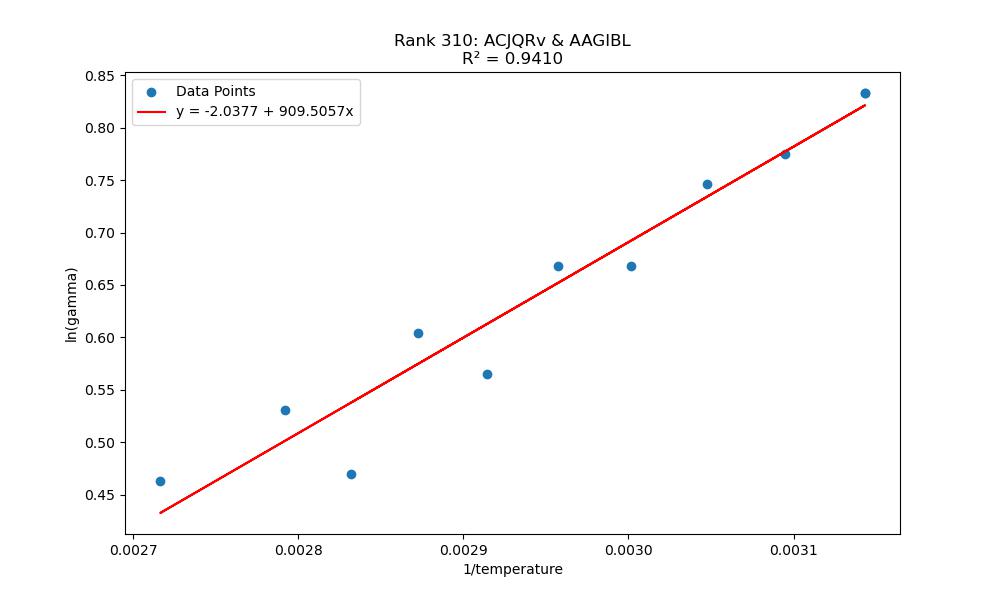 Rank 310: ACJQRv & AAGIBL
R² = 0.9410
Data Points
y = -2.0377 + 909.5057x
0.85
0.80
0.75
0.70
0.65
0.60
0.55
0.50
0.45
ln(gamma)
0.0027 0.0028 0.0029 0.0030 0.0031
1/temperature